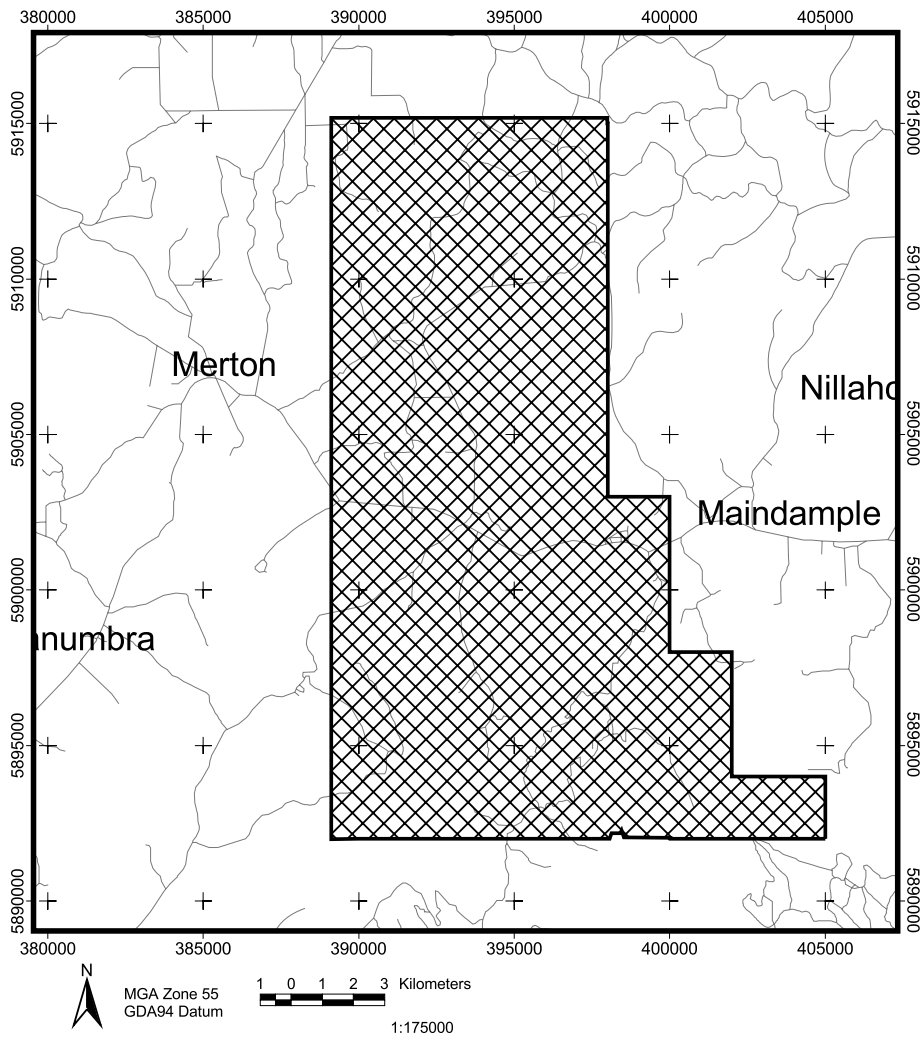 380000 385000 390000 395000 400000 405000
5915000 5915000
5910000 5910000
Merton
Nillahc
5905000 5905000
Maindample
5900000 5900000
anumbra
5895000 5895000
5890000 5890000
380000 385000 390000 395000 400000 405000
N
MGA Zone 55
GDA94 Datum
1 0 1 2 3 Kilometers
1:175000